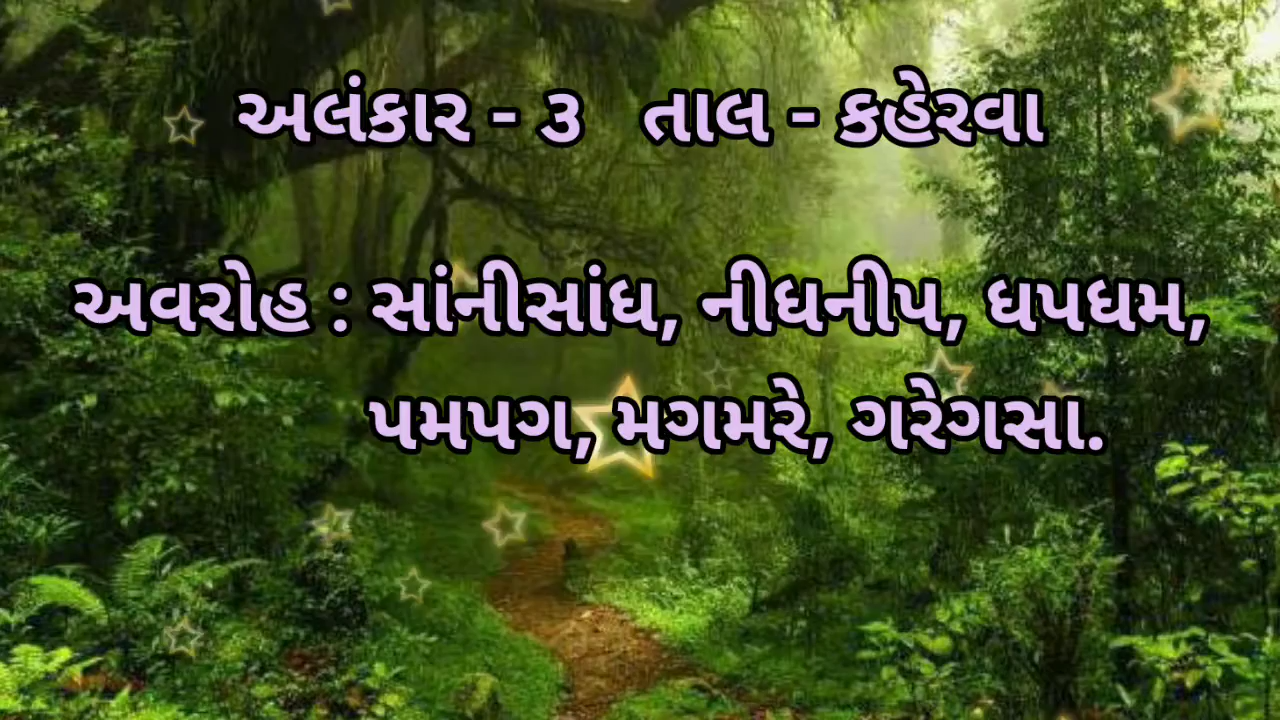 અલંકાર - ૩ તાલ - કહેરવા
અવરોહ : સાંનીસાંધ, નીધનીપ, ધપધમ,
પમપગ, મગમરે, ગરેગસા.